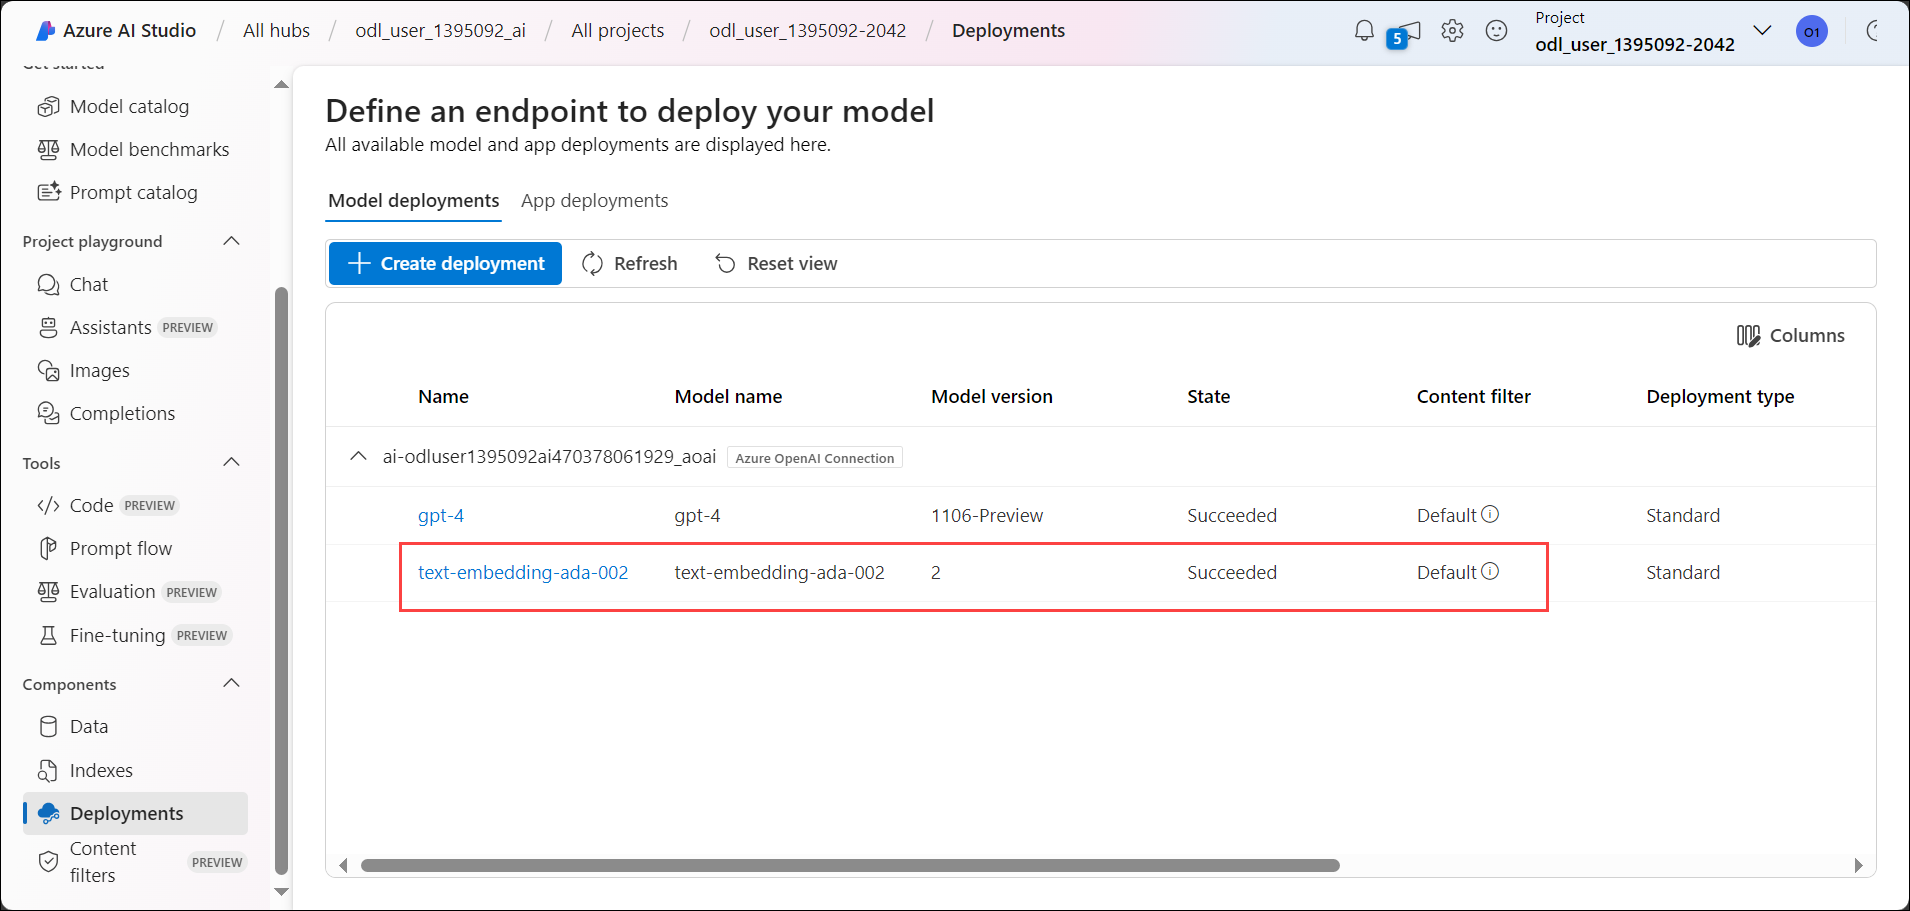 Azure AI Studio / All hubs / odl_user_1395092_ai / All projects / odl_user_1395092-2042 / Deployments
5
Project
odl_user_1395092-2042
O1
Get started
Model catalog
Model benchmarks
Prompt catalog
Project playground
Chat
Assistants PREVIEW
Images
Completions
Tools
Code PREVIEW
Prompt flow
Evaluation PREVIEW
Fine-tuning PREVIEW
Components
Data
Indexes
Deployments
Content
filters PREVIEW
Define an endpoint to deploy your model
All available model and app deployments are displayed here.
Model deployments App deployments
Create deployment Refresh Reset view
Columns
Name Model name Model version State Content filter Deployment type
ai-odluser1395092ai470378061929_aoai Azure OpenAI Connection
gpt-4 gpt-4 1106-Preview Succeeded Default Standard
text-embedding-ada-002 text-embedding-ada-002 2 Succeeded Default Standard